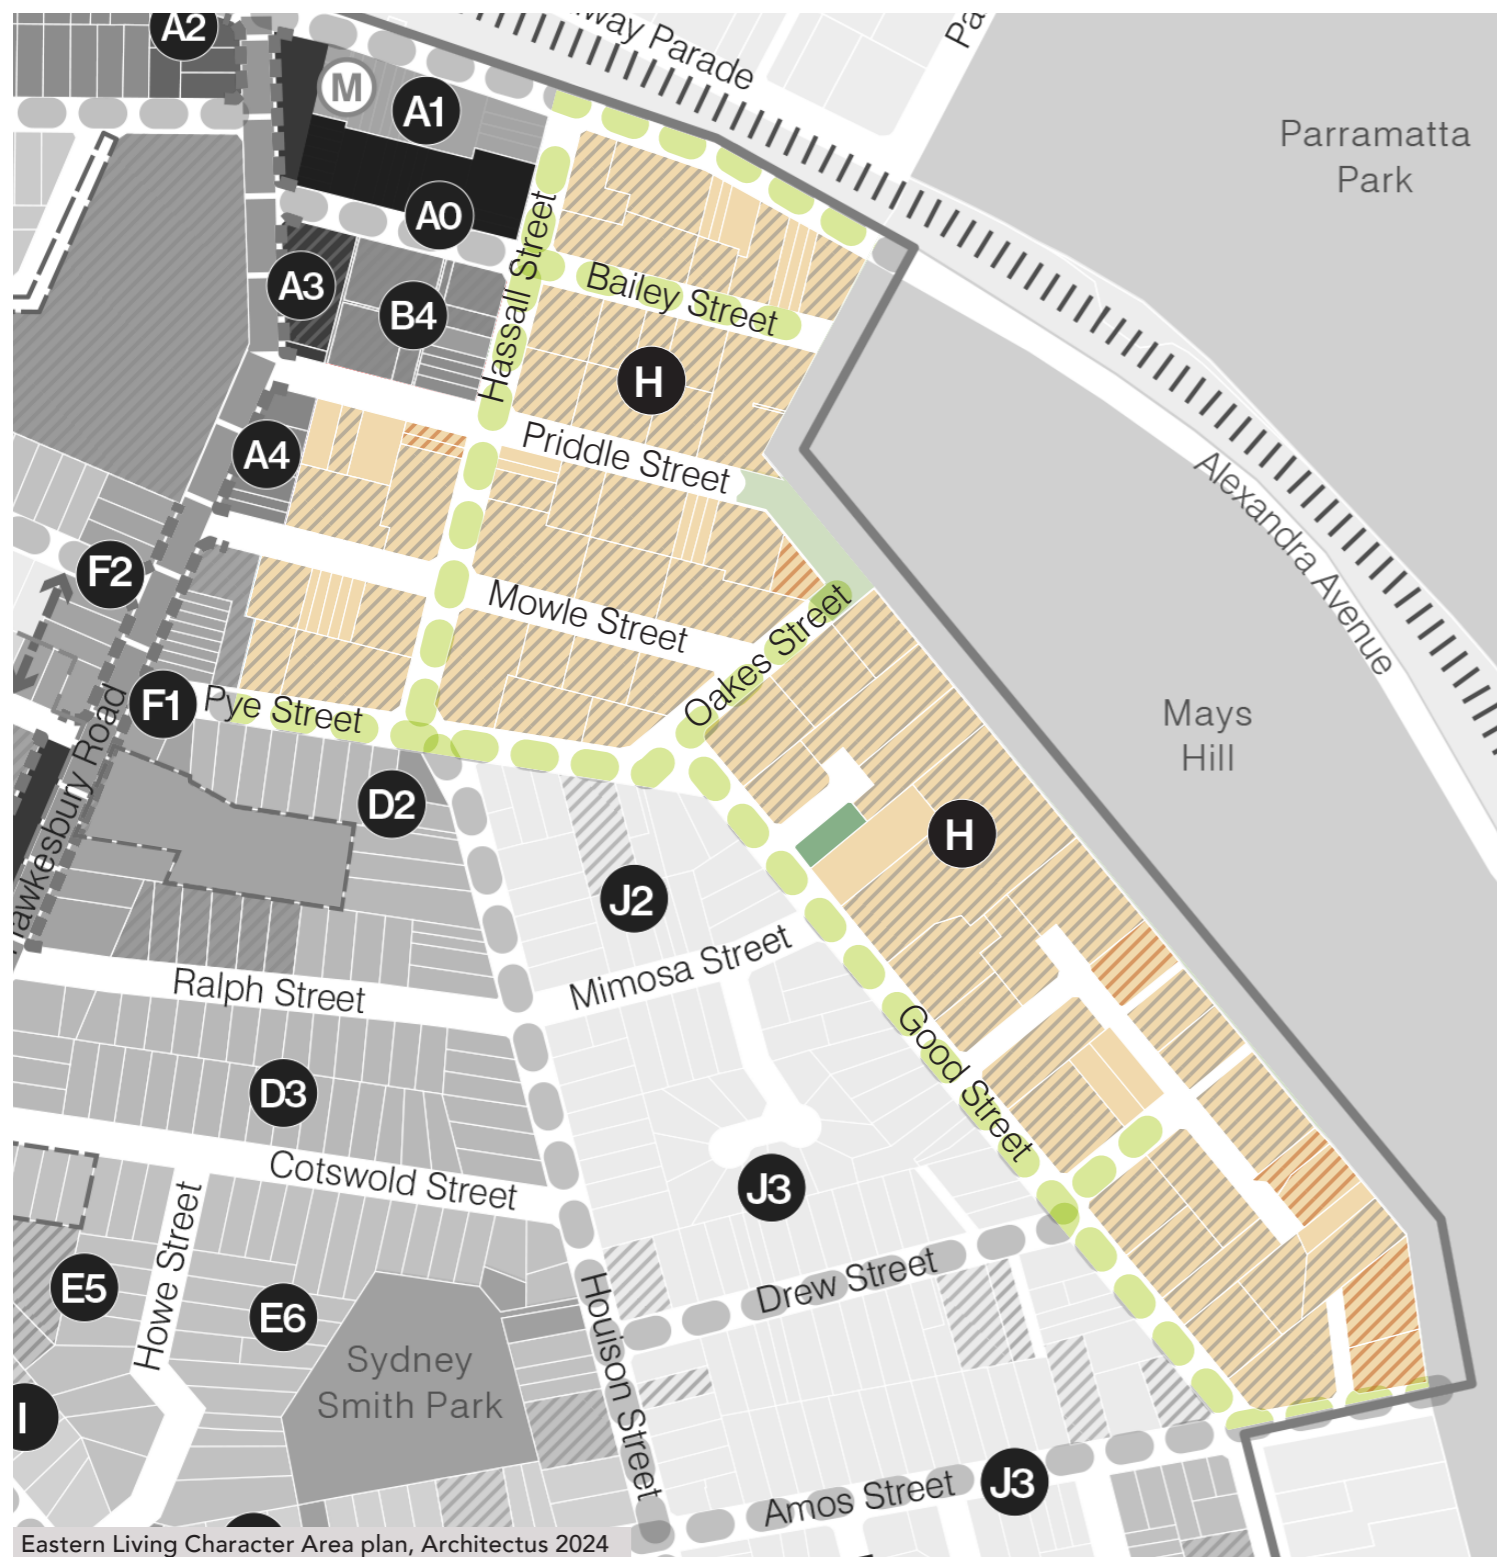 A2
M
A1
way Parade
Pa
Parramatta
Park
A0
Hassall Street
A3
B4
Bailey Street
H
A4
Priddle Street
Alexandra Avenue
F2
Mowle Street
Oakes Street
F1
Pye Street
Mays
Hill
Hawkesbury Road
D2
H
J2
Mimosa Street
Ralph Street
Good Street
D3
Cotswold Street
J3
Howe Street
E5
E6
Drew Street
Houison Street
Sydney
Smith Park
I
J3
Amos Street
Eastern Living Character Area plan, Architectus 2024